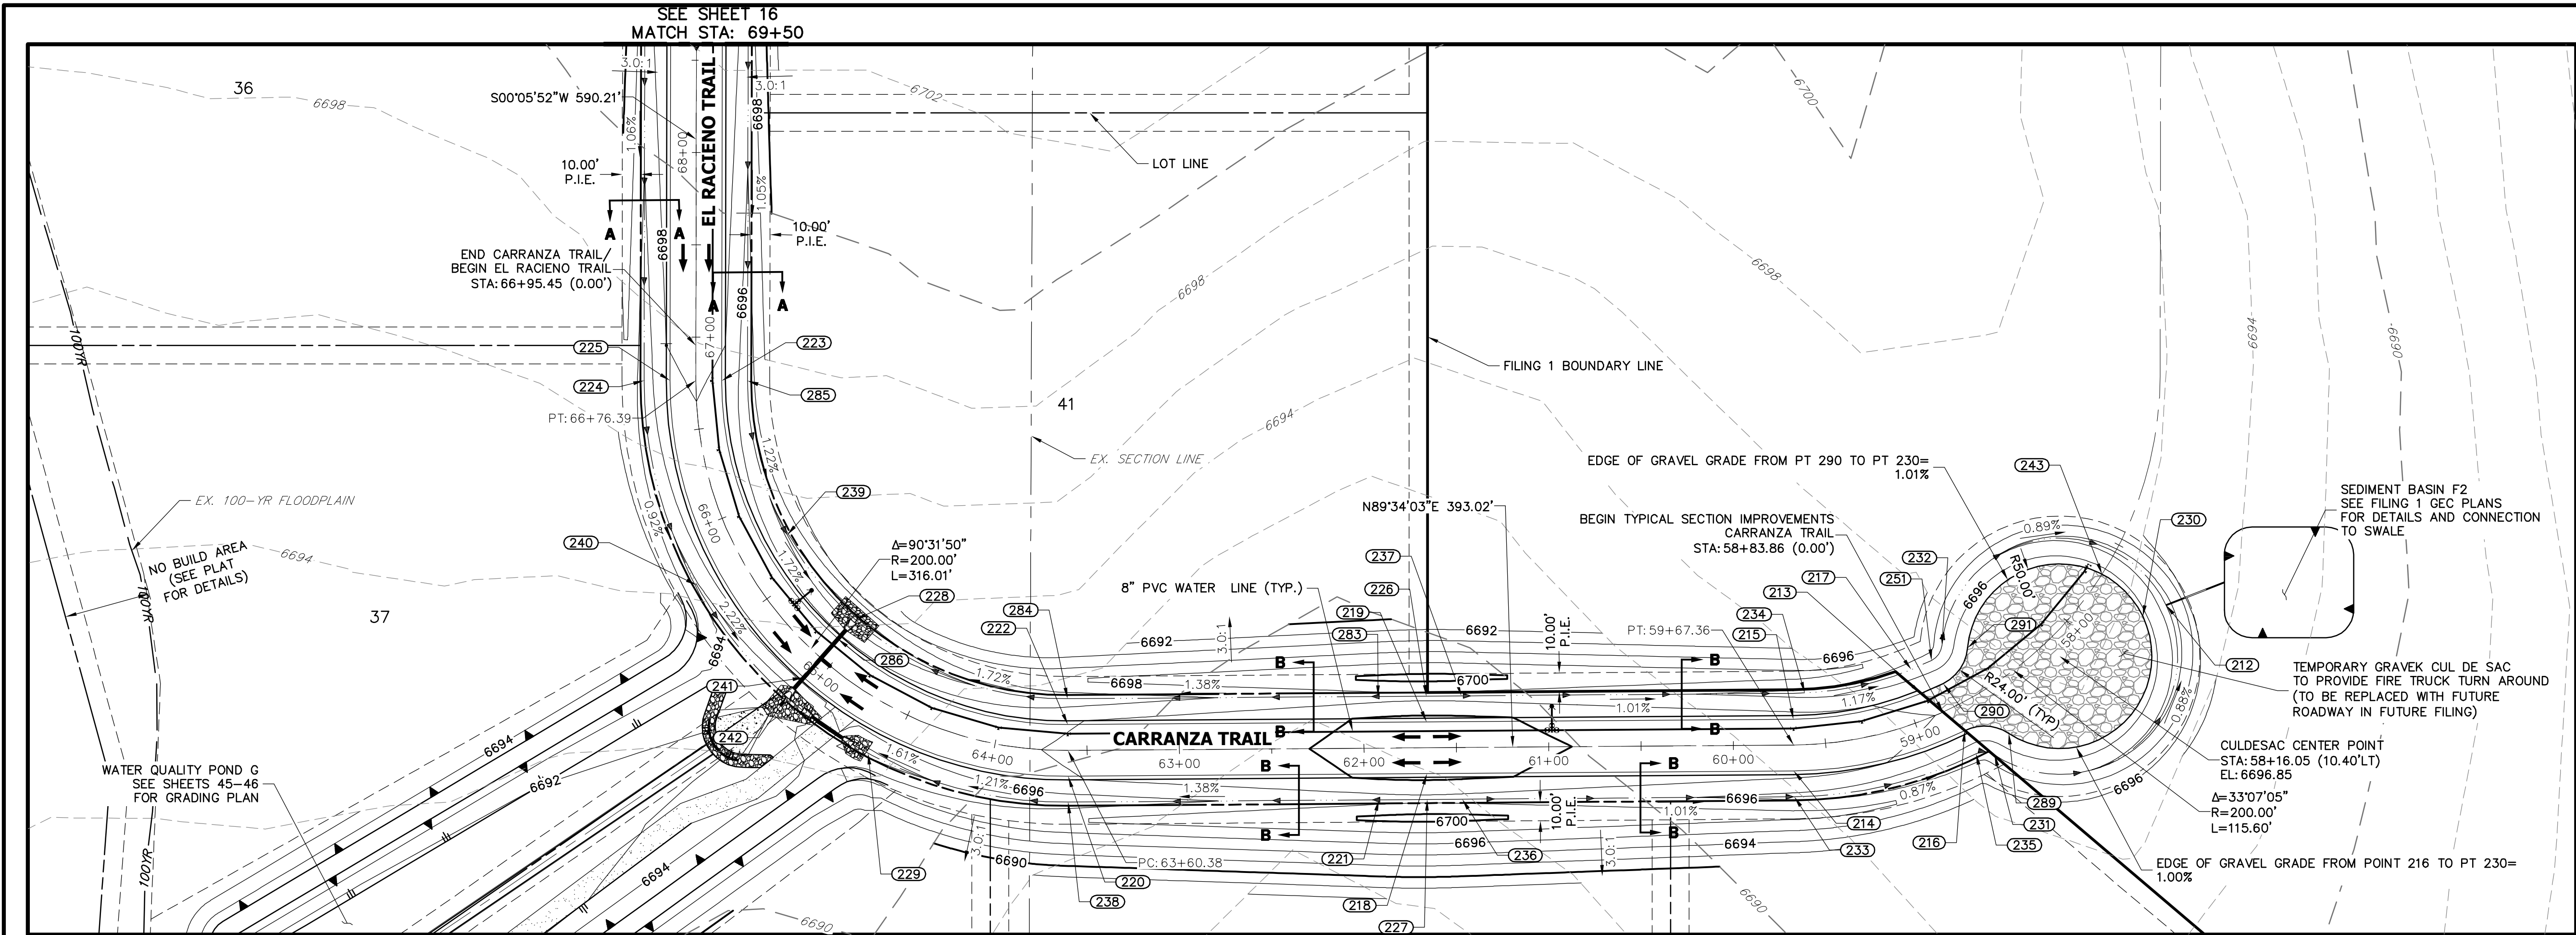 SEE SHEET 16
MATCH STA: 69+50
36
6698
3.0:1
3.0:1
S00°05'52"W 590.21'
EL RACIENO TRAIL
6698
6702
6700
1.06%
68+00
LOT LINE
10.00'
P.I.E.
1.05%
A
A
6698
10.00'
P.I.E.
END CARRANZA TRAIL/
BEGIN EL RACIENO TRAIL
STA: 66+95.45 (0.00')
A
A
6696
6698
6698
6694
6690
100YR
67+00
225
223
224
285
PT: 66+76.39
41
FILING 1 BOUNDARY LINE
6694
1.22%
EX. SECTION LINE
EX. 100-YR FLOODPLAIN
239
0.92%
66+00
EDGE OF GRAVEL GRADE FROM PT 290 TO PT 230=
1.01%
243
SEDIMENT BASIN F2
SEE FILING 1 GEC PLANS
FOR DETAILS AND CONNECTION
TO SWALE
N89°34'03"E 393.02'
BEGIN TYPICAL SECTION IMPROVEMENTS
CARRANZA TRAIL
STA: 58+83.86 (0.00')
0.89%
230
240
6694
NO BUILD AREA
(SEE PLAT
FOR DETAILS)
100YR
Δ=90°31'50"
R=200.00'
L=316.01'
1.72%
237
232
251
217
213
R50.00'
6696
8" PVC WATER LINE (TYP.)
226
219
283
228
284
222
37
2.22%
6694
234
215
PT: 59+67.36
10.00'
P.I.E.
291
58+00
6692
3.0:1
6692
286
65+00
241
1.72%
6698
1.38%
B
6700
B
6696
1.01%
1.17%
R24.00' (TYP)
290
212
TEMPORARY GRAVEK CUL DE SAC
TO PROVIDE FIRE TRUCK TURN AROUND
(TO BE REPLACED WITH FUTURE
ROADWAY IN FUTURE FILING)
0.88%
242
6694
CARRANZA TRAIL
B
B
1.61%
64+00
63+00
62+00
61+00
60+00
59+00
CULDESAC CENTER POINT
STA: 58+16.05 (10.40'LT)
EL: 6696.85
WATER QUALITY POND G
SEE SHEETS 45-46
FOR GRADING PLAN
6692
B
B
1.21%
6696
1.38%
6696
0.87%
6696
289
Δ=33°07'05"
R=200.00'
L=115.60'
10.00'
P.I.E.
1.01%
6700
B
B
214
231
3.0:1
6696
3.0:1
6694
216
235
221
236
233
6690
PC: 63+60.38
229
220
EDGE OF GRAVEL GRADE FROM POINT 216 TO PT 230=
1.00%
6694
100YR
238
218
6690
6690
227